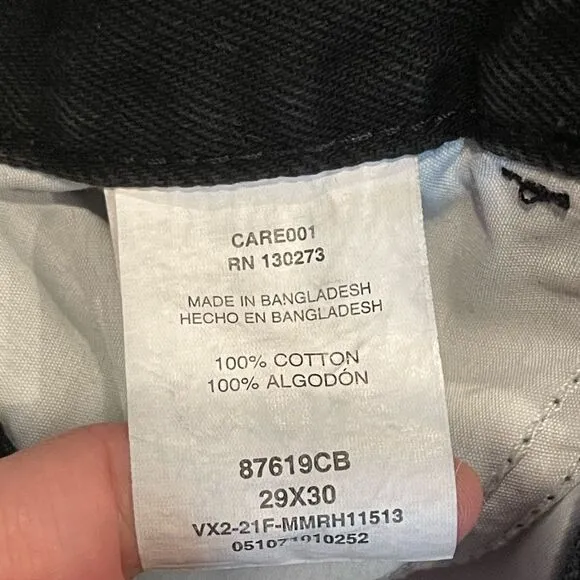 CARE001
RN 130273
MADE IN BANGLADESH
HECHO EN BANGLADESH
100% COTTON
100% ALGODÓN
87619CB
29X30
VX2-21F-MMRH11513